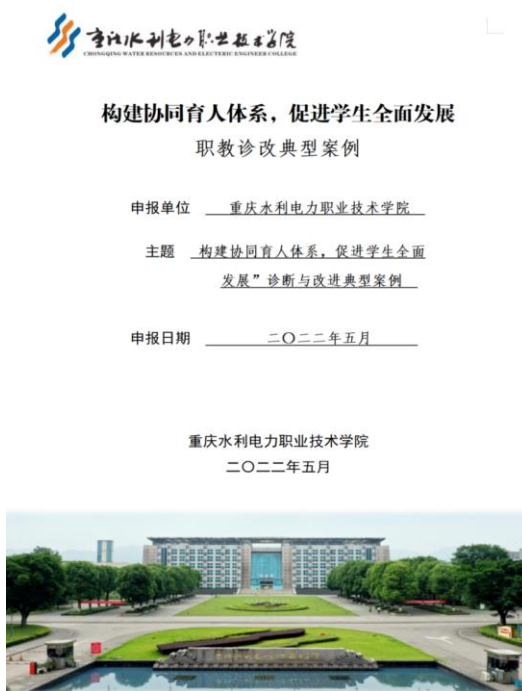 重庆水利电力职业技术学院
CHONGQING WATER RESOURCES AND ELECTERIC ENGINEER COLLEGE
构建协同育人体系，促进学生全面发展
职教诊改典型案例
申报单位 重庆水利电力职业技术学院
主题 构建协同育人体系，促进学生全面
发展”诊断与改进典型案例
申报日期 二〇二二年五月
重庆水利电力职业技术学院
二〇二二年五月